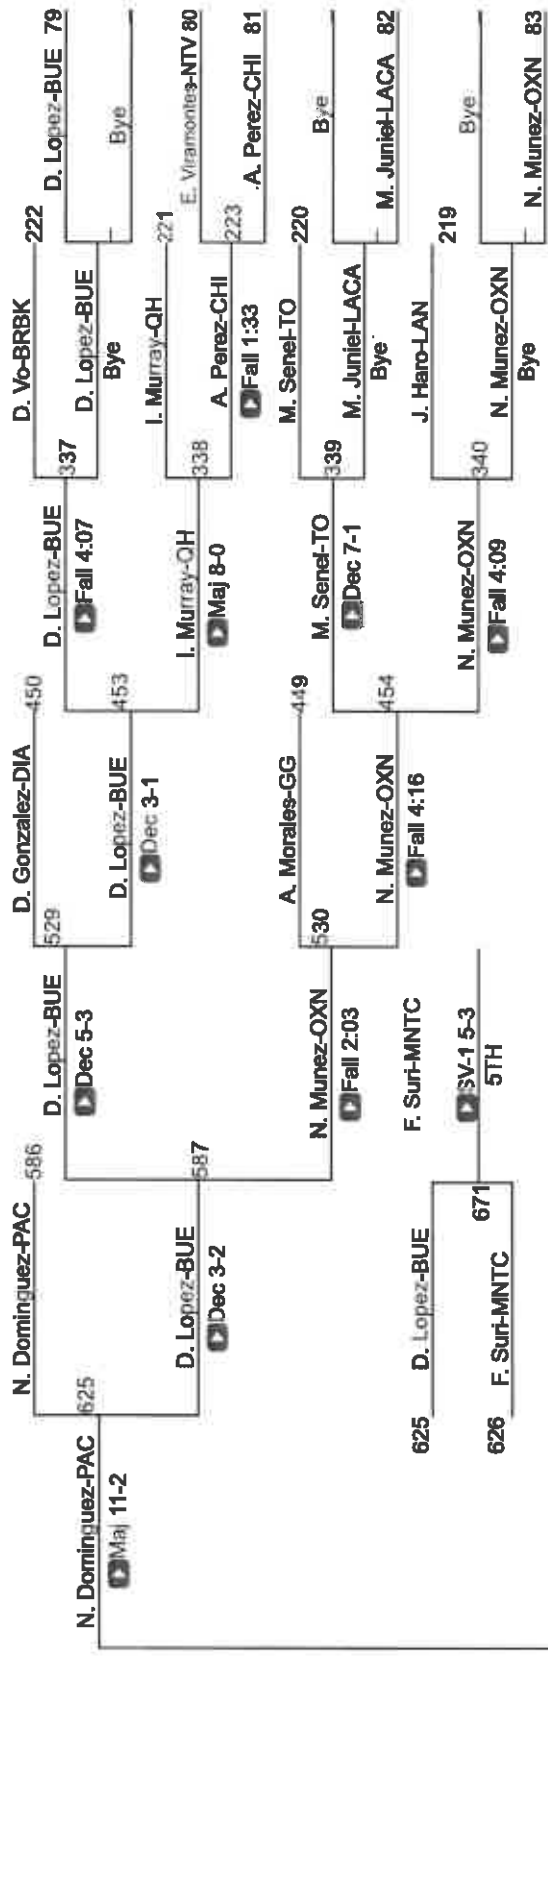 D. Lopez-BUE 79
Bye
E. Viramontes-NTV 80
A. Perez-CHI 81
Bye
M. Juniel-LACA 82
Bye
N. Munez-OXN 83
D. Vo-BRBK 222
D. Lopez-BUE
Bye
I. Murray-QH 221
A. Perez-CHI 223
Fall 1:33
M. Senel-TO 220
M. Juniel-LACA
Bye
J. Haro-LAN 219
N. Munez-OXN
Bye
D. Lopez-BUE 337
Fall 4:07
I. Murray-QH 338
Maj 8-0
M. Senel-TO 339
Dec 7-1
N. Munez-OXN 340
Fall 4:09
D. Gonzalez-DIA 450
D. Lopez-BUE 453
Dec 3-1
A. Morales-GG 449
N. Munez-OXN 454
Fall 4:16
D. Lopez-BUE 529
Dec 5-3
N. Munez-OXN 530
Fall 2:03
F. Suri-MNTC
SV-1 5-3
5TH
N. Dominguez-PAC 586
D. Lopez-BUE 587
Dec 3-2
625 D. Lopez-BUE
671
626 F. Suri-MNTC
N. Dominguez-PAC 625
Maj 11-2